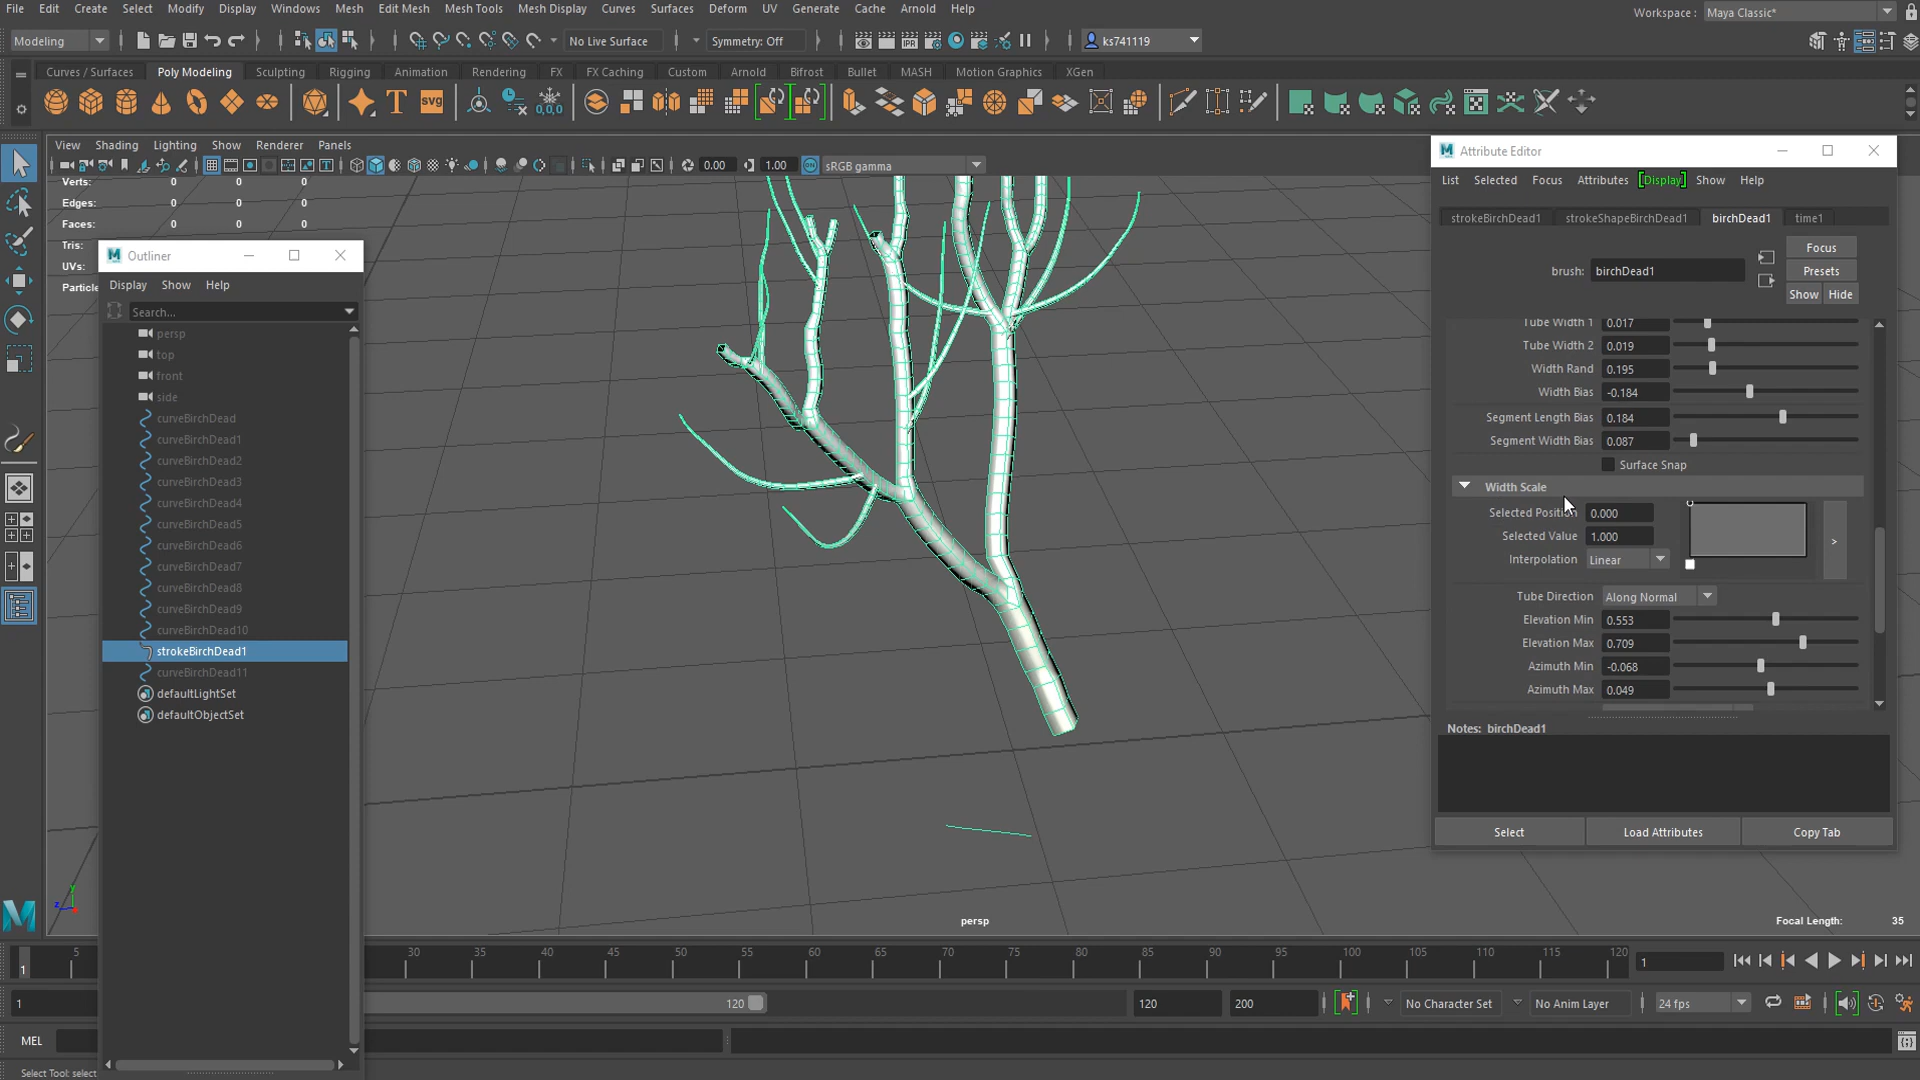 File Edit Create Select Modify Display Windows Mesh Edit Mesh Mesh Tools Mesh Display Curves Surfaces Deform UV Generate Cache Arnold Help
Workspace : Maya Classic*
Modeling
No Live Surface
Symmetry: Off
ks741119
Curves / Surfaces Poly Modeling Sculpting Rigging Animation Rendering FX FX Caching Custom Arnold Bifrost Bullet MASH Motion Graphics XGen
SVG
0,0,0
View Shading Lighting Show Renderer Panels
0.00
1.00
sRGB gamma
Verts: 0 0 0
Edges: 0 0 0
Faces: 0 0 0
Tris:
UVs:
Particle
Outliner
Display Show Help
Search...
persp
top
front
side
curveBirchDead
curveBirchDead1
curveBirchDead2
curveBirchDead3
curveBirchDead4
curveBirchDead5
curveBirchDead6
curveBirchDead7
curveBirchDead8
curveBirchDead9
curveBirchDead10
strokeBirchDead1
curveBirchDead11
defaultLightSet
defaultObjectSet
Attribute Editor
List Selected Focus Attributes Display Show Help
strokeBirchDead1 strokeShapeBirchDead1 birchDead1 time1
brush: birchDead1
Focus
Presets
Show Hide
Tube Width 1 0.017
Tube Width 2 0.019
Width Rand 0.195
Width Bias -0.184
Segment Length Bias 0.184
Segment Width Bias 0.087
Surface Snap
Width Scale
Selected Position 0.000
Selected Value 1.000
Interpolation Linear
>
Tube Direction Along Normal
Elevation Min 0.553
Elevation Max 0.709
Azimuth Min -0.068
Azimuth Max 0.049
Notes: birchDead1
Select Load Attributes Copy Tab
y
z
persp
Focal Length: 35
1 5 30 35 40 45 50 55 60 65 70 75 80 85 90 95 100 105 110 115 120
1
1 120 120 200
No Character Set
No Anim Layer
24 fps
MEL
Select Tool: select